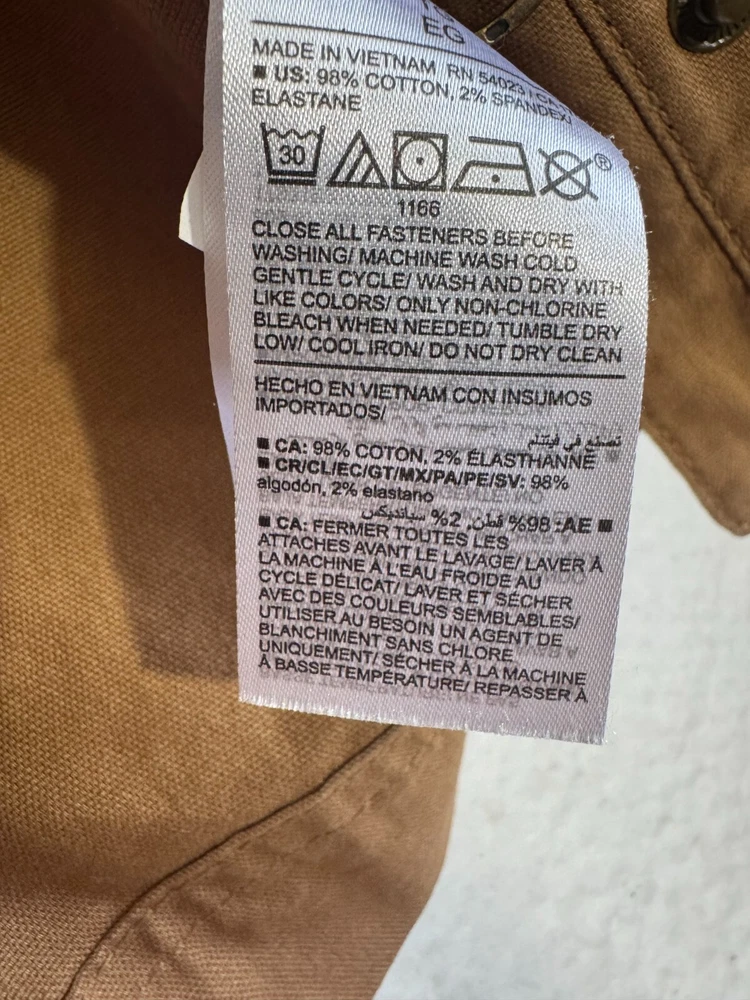 EG
MADE IN VIETNAM RN 54023 / CA
■ US: 98% COTTON, 2% SPANDEX/
ELASTANE
30
®
1166
CLOSE ALL FASTENERS BEFORE
WASHING/ MACHINE WASH COLD
GENTLE CYCLE/ WASH AND DRY WITH
LIKE COLORS/ ONLY NON-CHLORINE
BLEACH WHEN NEEDED/ TUMBLE DRY
LOW/ COOL IRON/ DO NOT DRY CLEAN
HECHO EN VIETNAM CON INSUMOS
IMPORTADOS/
تصنع في فيتنام
■ CA: 98% COTON, 2% ÉLASTHANNE
■ CR/CL/EC/GT/MX/PA/PE/SV: 98%
algodón, 2% elastano
■ AE: 98% قطن, 2% سبانديكس
■ CA: FERMER TOUTES LES
ATTACHES AVANT LE LAVAGE/ LAVER À
LA MACHINE À L'EAU FROIDE AU
CYCLE DÉLICAT/ LAVER ET SÉCHER
AVEC DES COULEURS SEMBLABLES/
UTILISER AU BESOIN UN AGENT DE
BLANCHIMENT SANS CHLORE
UNIQUEMENT/ SÉCHER À LA MACHINE
À BASSE TEMPÉRATURE/ REPASSER À